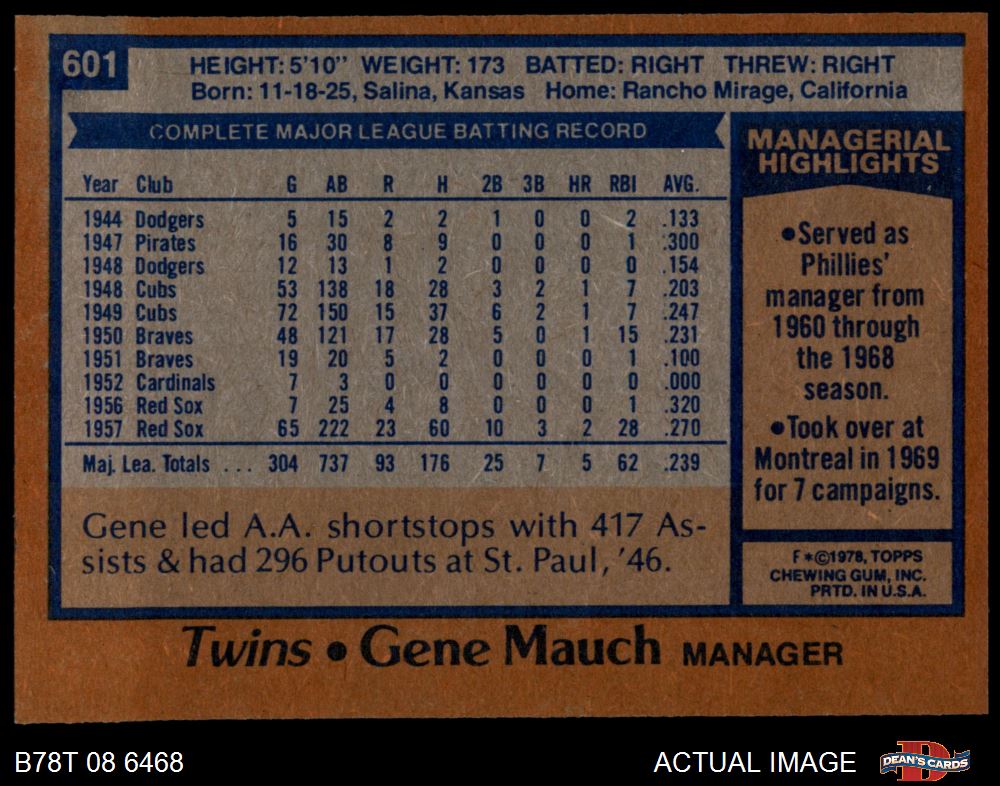 601
HEIGHT: 5'10" WEIGHT: 173 BATTED: RIGHT THREW: RIGHT
Born: 11-18-25, Salina, Kansas Home: Rancho Mirage, California
COMPLETE MAJOR LEAGUE BATTING RECORD
Year Club G AB R H 2B 3B HR RBI AVG.
1944 Dodgers 5 15 2 2 1 0 0 2 .133
1947 Pirates 16 30 8 9 0 0 0 1 .300
1948 Dodgers 12 13 1 2 0 0 0 0 .154
1948 Cubs 53 138 18 28 3 2 1 7 .203
1949 Cubs 72 150 15 37 6 2 1 7 .247
1950 Braves 48 121 17 28 5 0 1 15 .231
1951 Braves 19 20 5 2 0 0 0 1 .100
1952 Cardinals 7 3 0 0 0 0 0 0 .000
1956 Red Sox 7 25 4 8 0 0 0 1 .320
1957 Red Sox 65 222 23 60 10 3 2 28 .270
Maj. Lea. Totals ... 304 737 93 176 25 7 5 62 .239
Gene led A.A. shortstops with 417 As-
sists & had 296 Putouts at St. Paul, '46.
MANAGERIAL
HIGHLIGHTS
•Served as
Phillies'
manager from
1960 through
the 1968
season.
•Took over at
Montreal in 1969
for 7 campaigns.
F*©1978, TOPPS
CHEWING GUM, INC.
PRTD. IN U.S.A.
Twins • Gene Mauch MANAGER
B78T 08 6468
ACTUAL IMAGE
DEAN'S CARDS